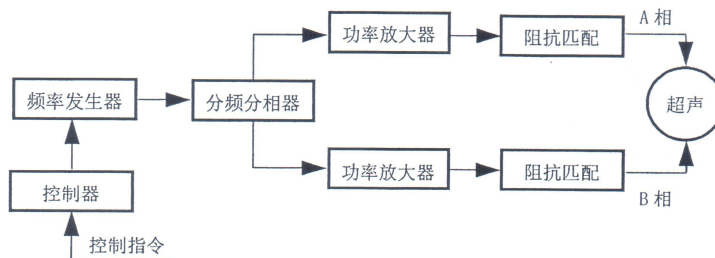 A 相
功率放大器
阻抗匹配
频率发生器
分频分相器
超声
功率放大器
阻抗匹配
控制器
B 相
控制指令